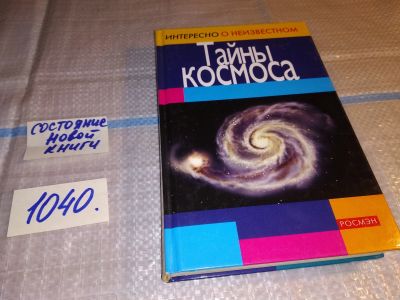 ИНТЕРЕСНО О НЕИЗВЕСТНОМ
Тайны
космоса
РОСМЭН
состояние
новой
книги
1040.